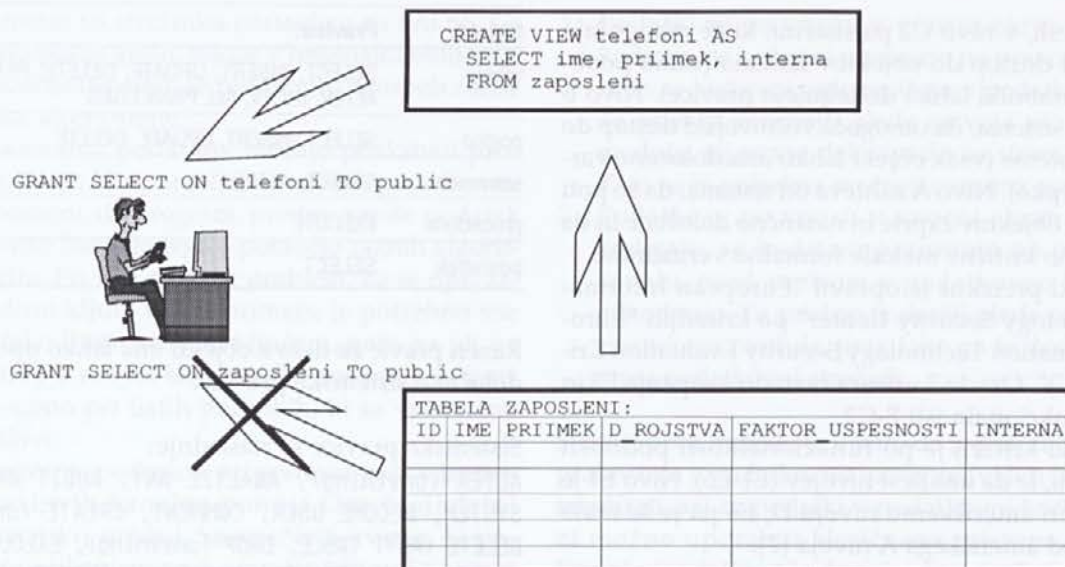 CREATE VIEW telefoni AS
SELECT ime, priimek, interna
FROM zaposleni
GRANT SELECT ON telefoni TO public
GRANT SELECT ON zaposleni TO public
TABELA ZAPOSLENI:
ID IME PRIIMEK D_ROJSTVA FAKTOR_USPESNOSTI INTERNA